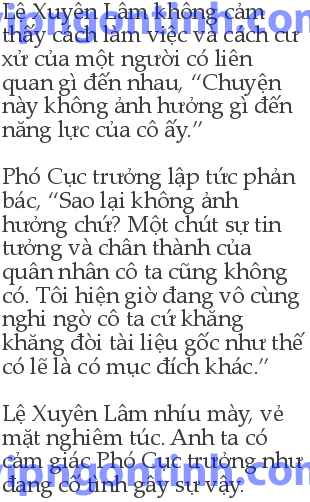 Lệ Xuyên Lâm không cảm
thấy cách làm việc và cách cư
xử của một người có liên
quan gì đến nhau, “Chuyện
này không ảnh hưởng gì đến
năng lực của cô ấy.”
Phó Cục trưởng lập tức phản
bác, “Sao lại không ảnh
hưởng chứ? Một chút sự tin
tưởng và chân thành của
quân nhân cô ta cũng không
có. Tôi hiện giờ đang vô cùng
nghi ngờ cô ta cứ khăng
khăng đòi tài liệu gốc như thế
có lẽ là có mục đích khác.”
Lệ Xuyên Lâm nhíu mày, vẻ
mặt nghiêm túc. Anh ta có
cảm giác Phó Cục trưởng như
đang cố tình gây sự vậy.
vipngontinh.com
vipngontinh.com